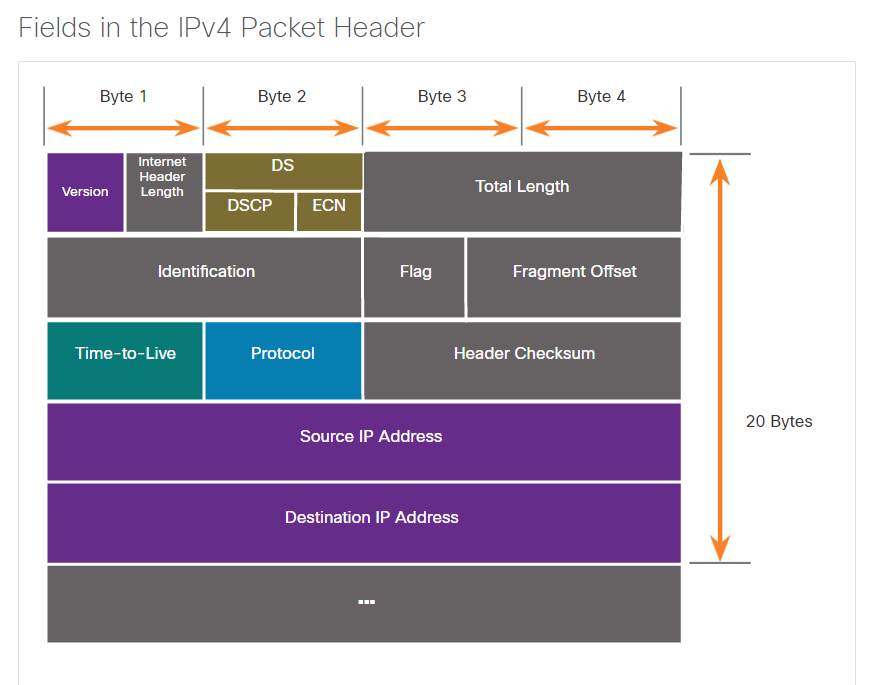 Fields in the IPv4 Packet Header
Byte 1
Byte 2
Byte 3
Byte 4
Version
Internet
Header
Length
DS
DSCP
ECN
Total Length
Identification
Flag
Fragment Offset
Time-to-Live
Protocol
Header Checksum
Source IP Address
20 Bytes
Destination IP Address
...